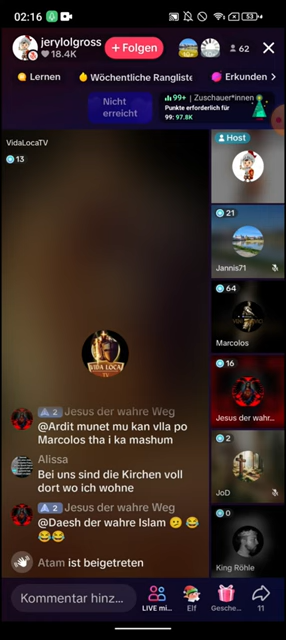 02:16
53
jerylolgross
18.4K
+ Folgen
62
Lernen
Wöchentliche Rangliste
Erkunden
Nicht
erreicht
99+ | Zuschauer*innen
Punkte erforderlich für
99: 97.8K
VidaLocaTV
13
Host
21
Jannis71
64
Marcolos
16
Jesus der wahr...
2
JoD
0
King Röhle
VIDA LOCA
TV
2 Jesus der wahre Weg
@Ardit munet mu kan vlla po
Marcolos tha i ka mashum
Alissa
Bei uns sind die Kirchen voll
dort wo ich wohne
2 Jesus der wahre Weg
@Daesh der wahre Islam 🫤 😂
😂😂
Atam ist beigetreten
Kommentar hinz...
LIVE mi...
Elf
Gesche...
11